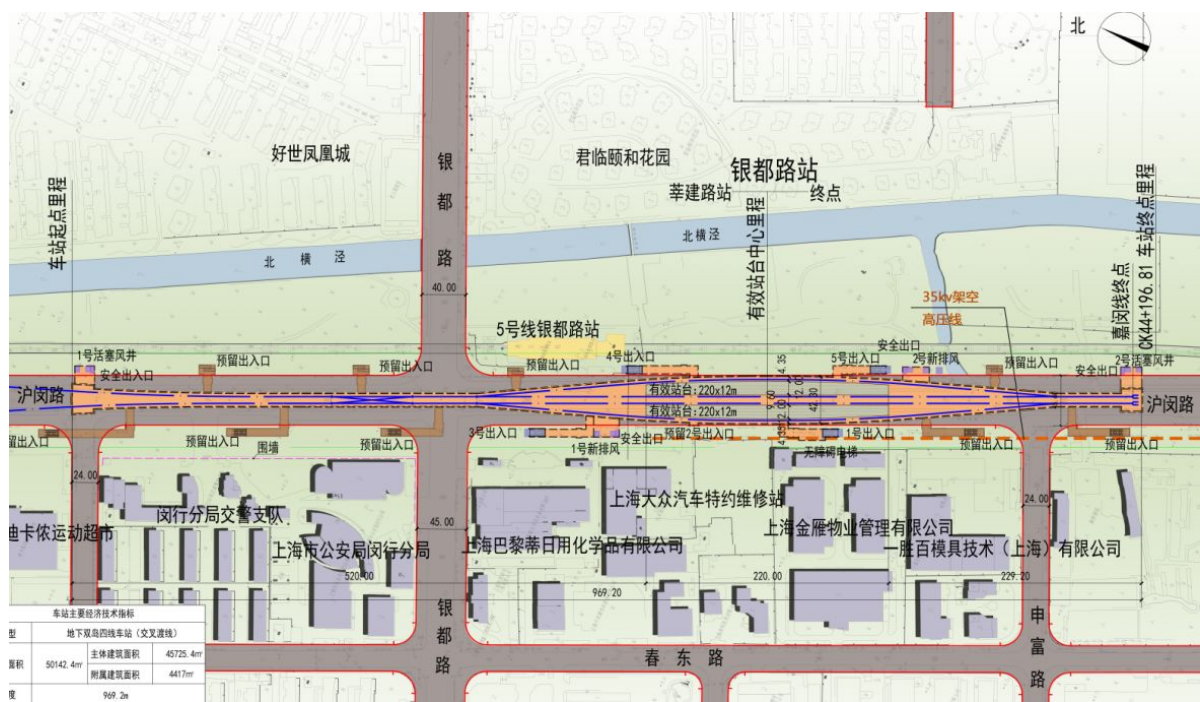 北
好世凤凰城
银都路
君临颐和花园
银都路站
莘建路站
终点
车站起点里程
有效站台中心里程
嘉闵线终点
CK44+196.81 车站终点里程
北横泾
北横泾
40.00
35kv架空
高压线
5号线银都路站
1号活塞风井
安全出入口
预留出入口
预留出入口
预留出入口
4号出入口
5号出入口
安全出口
2号新排风
预留出入口
安全出口
2号活塞风井
沪闵路
有效站台:220x12m
有效站台:220x12m
9.60
沪闵路
预留出入口
围墙
预留出入口
3号出入口
1号新排风
安全出口
预留2号出入口
1号出入口
无障碍电梯
预留出入口
预留出入口
24.00
45.00
24.00
迪卡侬运动超市
闵行分局交警支队
上海市公安局闵行分局
上海巴黎蒂日用化学品有限公司
上海大众汽车特约维修站
上海金雁物业管理有限公司
一胜百模具技术（上海）有限公司
520.00
969.20
220.00
229.20
银都路
春东路
申富路
车站主要经济技术指标
型 地下双岛四线车站（交叉渡线）
面积 50142.4㎡ 主体建筑面积 45725.4㎡
附属建筑面积 4417㎡
度 969.2m